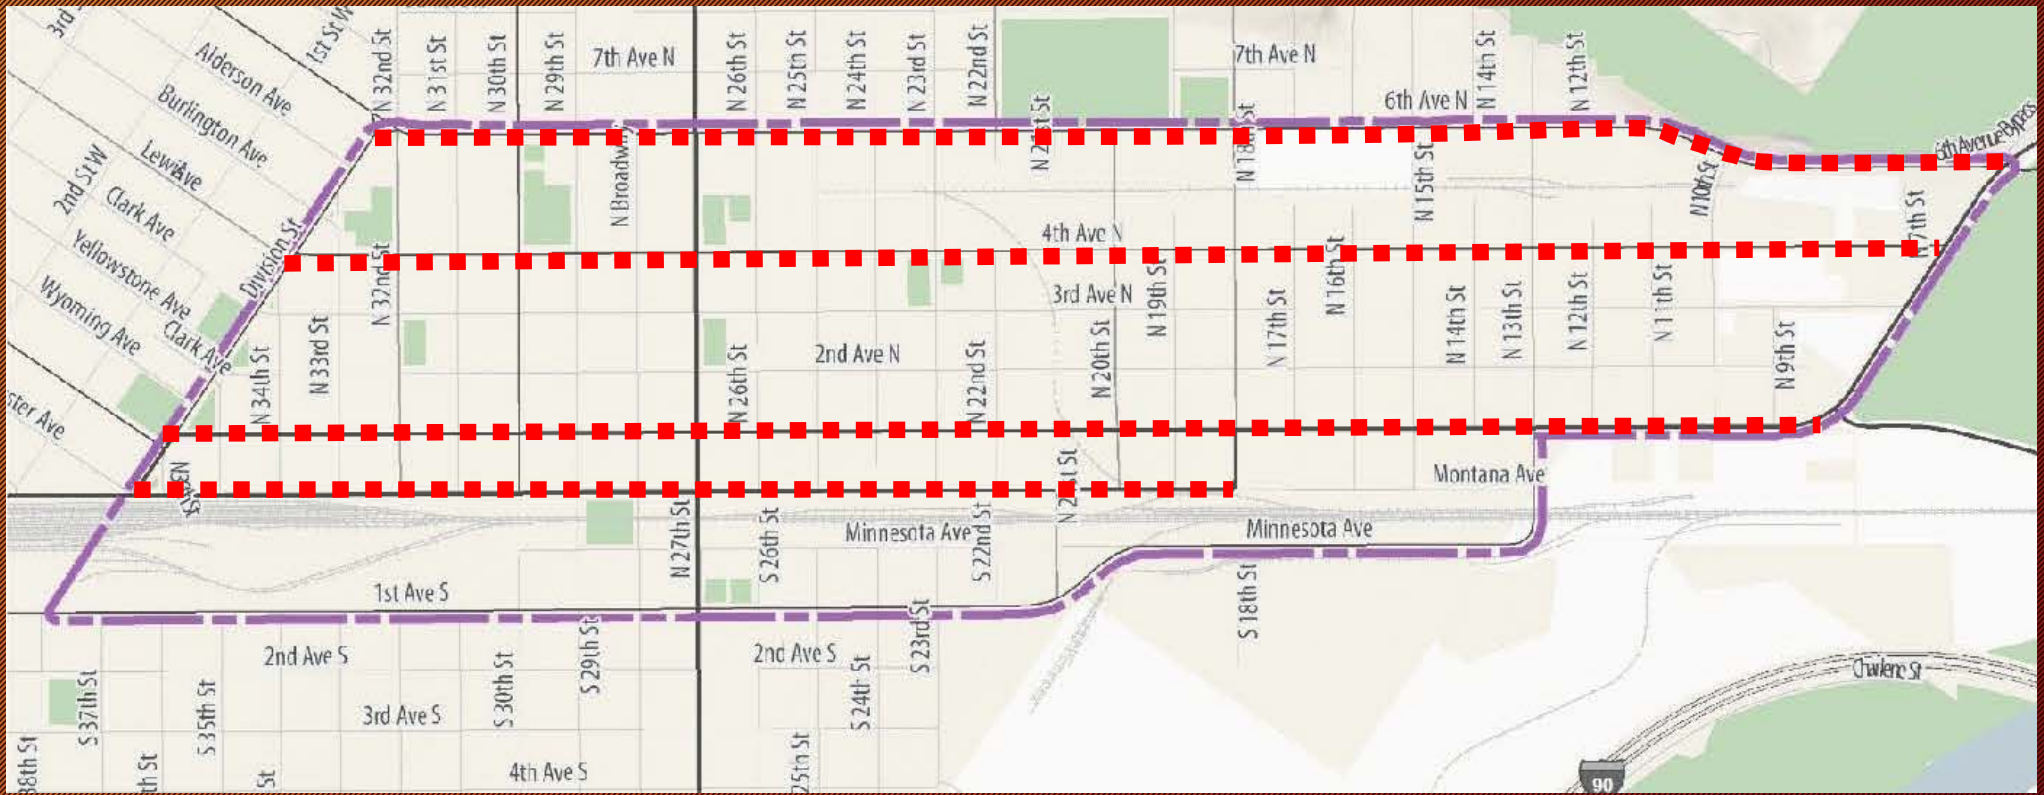 1st St W
N 32nd St
N 31st St
N 30th St
N 29th St
7th Ave N
N 26th St
N 25th St
N 24th St
N 23rd St
N 22nd St
7th Ave N
N 14th St
N 12th St
Alderson Ave
Burlington Ave
6th Ave N
Lewis Ave
2nd St W
N Broadway
N 21st St
N 18th St
N 15th St
N 10th St
6th Avenue Bypass
Clark Ave
Yellowstone Ave
Wyoming Ave
Division St
N 32nd St
4th Ave N
N 7th St
3rd Ave N
N 19th St
N 16th St
Clark Ave
N 34th St
N 33rd St
N 26th St
2nd Ave N
N 22nd St
N 20th St
N 17th St
N 14th St
N 13th St
N 12th St
N 11th St
N 9th St
ster Ave
Montana Ave
N 21st St
N 27th St
S 26th St
Minnesota Ave
S 22nd St
Minnesota Ave
1st Ave S
S 18th St
2nd Ave S
S 29th St
2nd Ave S
S 23rd St
S 37th St
S 35th St
3rd Ave S
S 30th St
S 24th St
Charlene St
38th St
th St
St
4th Ave S
25th St
90